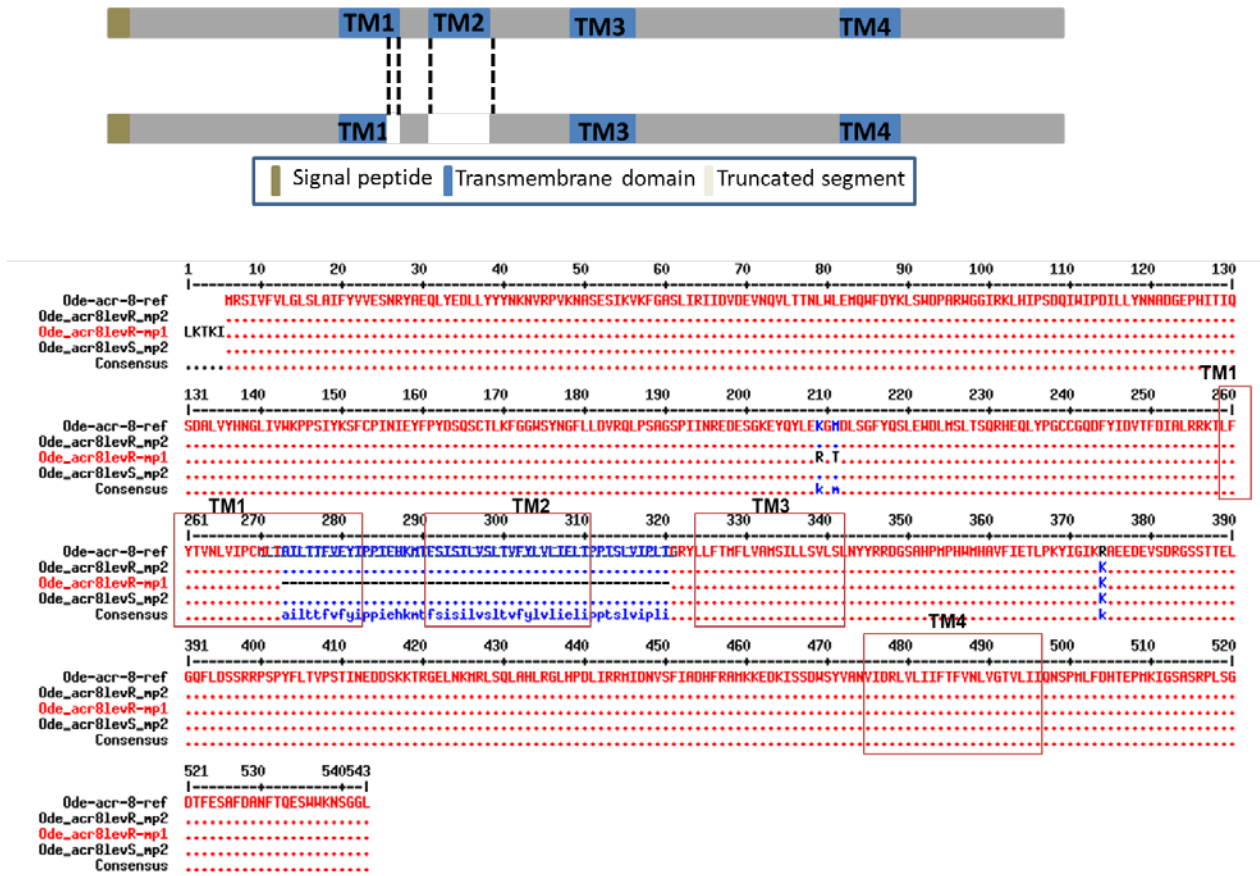 TM1 TM2 TM3 TM4
TM1 TM3 TM4
Signal peptide Transmembrane domain Truncated segment
1 10 20 30 40 50 60 70 80 90 100 110 120 130
Ode-acr-8-ref MRSIVFVLGLSLAIFYVVESNRYAEQLYEDLLYYYNKNVRPVKNASESIKVKFGASLIRIIDVDEVNQVLTTNLWLEMQWFDYKLSWDPARWGGIRKLHIPSDQIWIPDILLYNNADGEPHITIQ
Ode_acr8levR_mp2
Ode_acr8levR-mp1 LKTKI
Ode_acr8levS_mp2
Consensus
TM1
131 140 150 160 170 180 190 200 210 220 230 240 250 260
Ode-acr-8-ref SDALVYHNGLIVWKPPSIYKSFCPINIEYFPYDSQSCTLKFGGWSYNGFLLDVRQLPSAGSPIINREDESGKEYQYLEKGMDLSGFYQSLEWDLMSLTSQRHEQLYPGCCGQDFYIDVTFDIALRRKTLF
Ode_acr8levR_mp2
Ode_acr8levR-mp1 R T
Ode_acr8levS_mp2
Consensus k m
TM1 TM2 TM3
261 270 280 290 300 310 320 330 340 350 360 370 380 390
Ode-acr-8-ref YTVNLVIPCMLTAILTTFVFYIPPIEHKMTFSISILVSLTVFYLVLIELIPPTSLVIPLIGRYLLFTMFLVAMSILLSVLSLNYYRRDGSAHPMPHWMHAVFIETLPKYIGIKRAEEDEVSDRGSSTTEL
Ode_acr8levR_mp2 K
Ode_acr8levR-mp1 K
Ode_acr8levS_mp2 K
Consensus ailttfvfyippiehkmtfsisilvsltvfylvlielipptslvipli k
TM4
391 400 410 420 430 440 450 460 470 480 490 500 510 520
Ode-acr-8-ref GQFLDSSRRPSPYFLTVPSTINEDDSKKTRGELNKMRLSQLAHLRGLHPDLIRRMIDNVSFIADHFRAMKKEDKISSDWSYVANVIDRLVLIIFTFVNLVGTVLIIQNSPMLFDHTEPMKIGSASRPLSG
Ode_acr8levR_mp2
Ode_acr8levR-mp1
Ode_acr8levS_mp2
Consensus
521 530 540543
Ode-acr-8-ref DTFESAFDANFTQESWWKNSGGL
Ode_acr8levR_mp2
Ode_acr8levR-mp1
Ode_acr8levS_mp2
Consensus